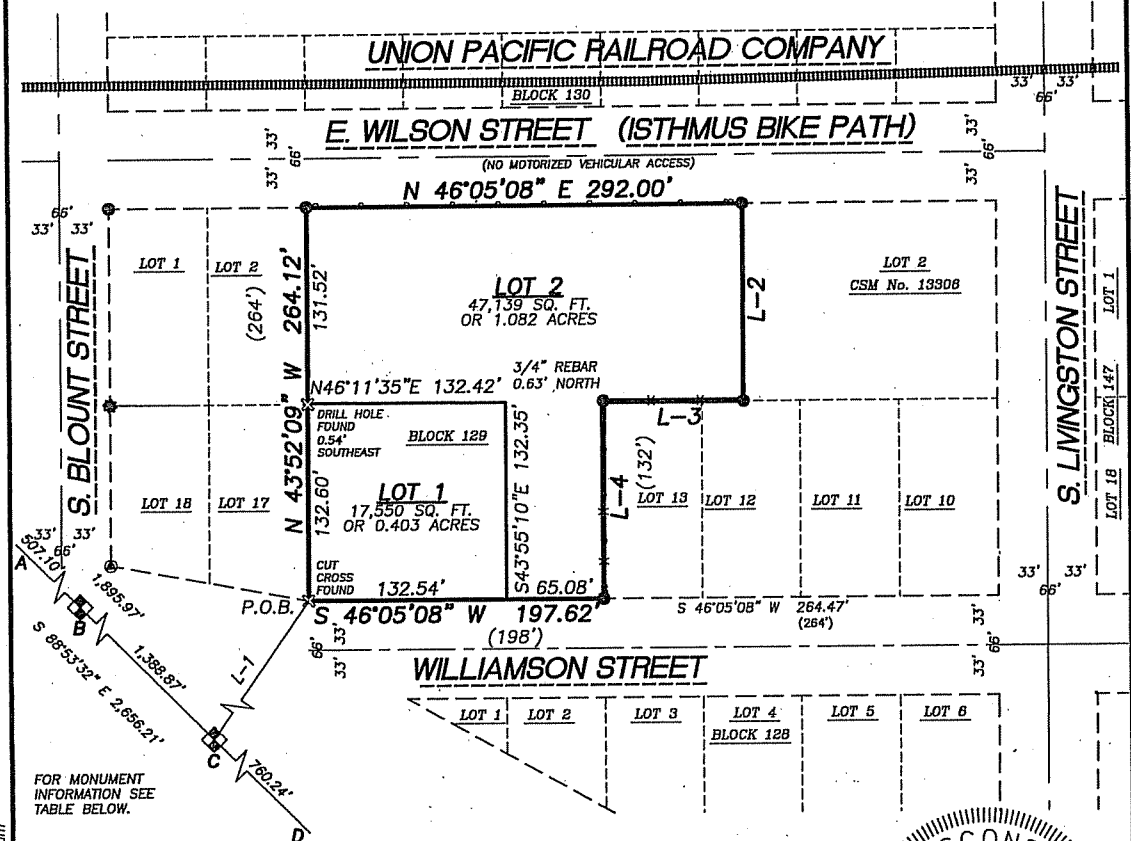 UNION PACIFIC RAILROAD COMPANY
33' 33'
66'
BLOCK 130
E. WILSON STREET (ISTHMUS BIKE PATH)
33'
66'
33'
33'
66'
33'
(NO MOTORIZED VEHICULAR ACCESS)
N 46°05'08" E 292.00'
66'
33' 33'
S. BLOUNT STREET
LOT 1
LOT 2
(264')
N 43°52'09" W 264.12'
131.52'
LOT 2
47,139 SQ. FT.
OR 1.082 ACRES
L-2
LOT 2
CSM No. 13308
S. LIVINGSTON STREET
LOT 1
BLOCK 147
LOT 18
3/4" REBAR
0.63' NORTH
N46°11'35"E 132.42'
L-3
DRILL HOLE
FOUND
0.54'
SOUTHEAST
BLOCK 129
S43°55'10"E 132.35'
(132')
L-4
LOT 18
LOT 17
132.60'
LOT 1
17,550 SQ. FT.
OR 0.403 ACRES
LOT 13
LOT 12
LOT 11
LOT 10
33' 33'
66'
507.10'
A
CUT
CROSS
FOUND
132.54'
65.08'
33' 33'
66'
1,895.97'
B
P.O.B.
S 46°05'08" W 197.62'
(198')
S 46°05'08" W 264.47'
(264')
33'
66'
33'
33'
66'
33'
WILLIAMSON STREET
S 88°53'32" E 2,656.21'
1,388.87'
L-1
C
760.24'
D
LOT 1
LOT 2
LOT 3
LOT 4
LOT 5
LOT 6
BLOCK 128
FOR MONUMENT
INFORMATION SEE
TABLE BELOW.
SCONS